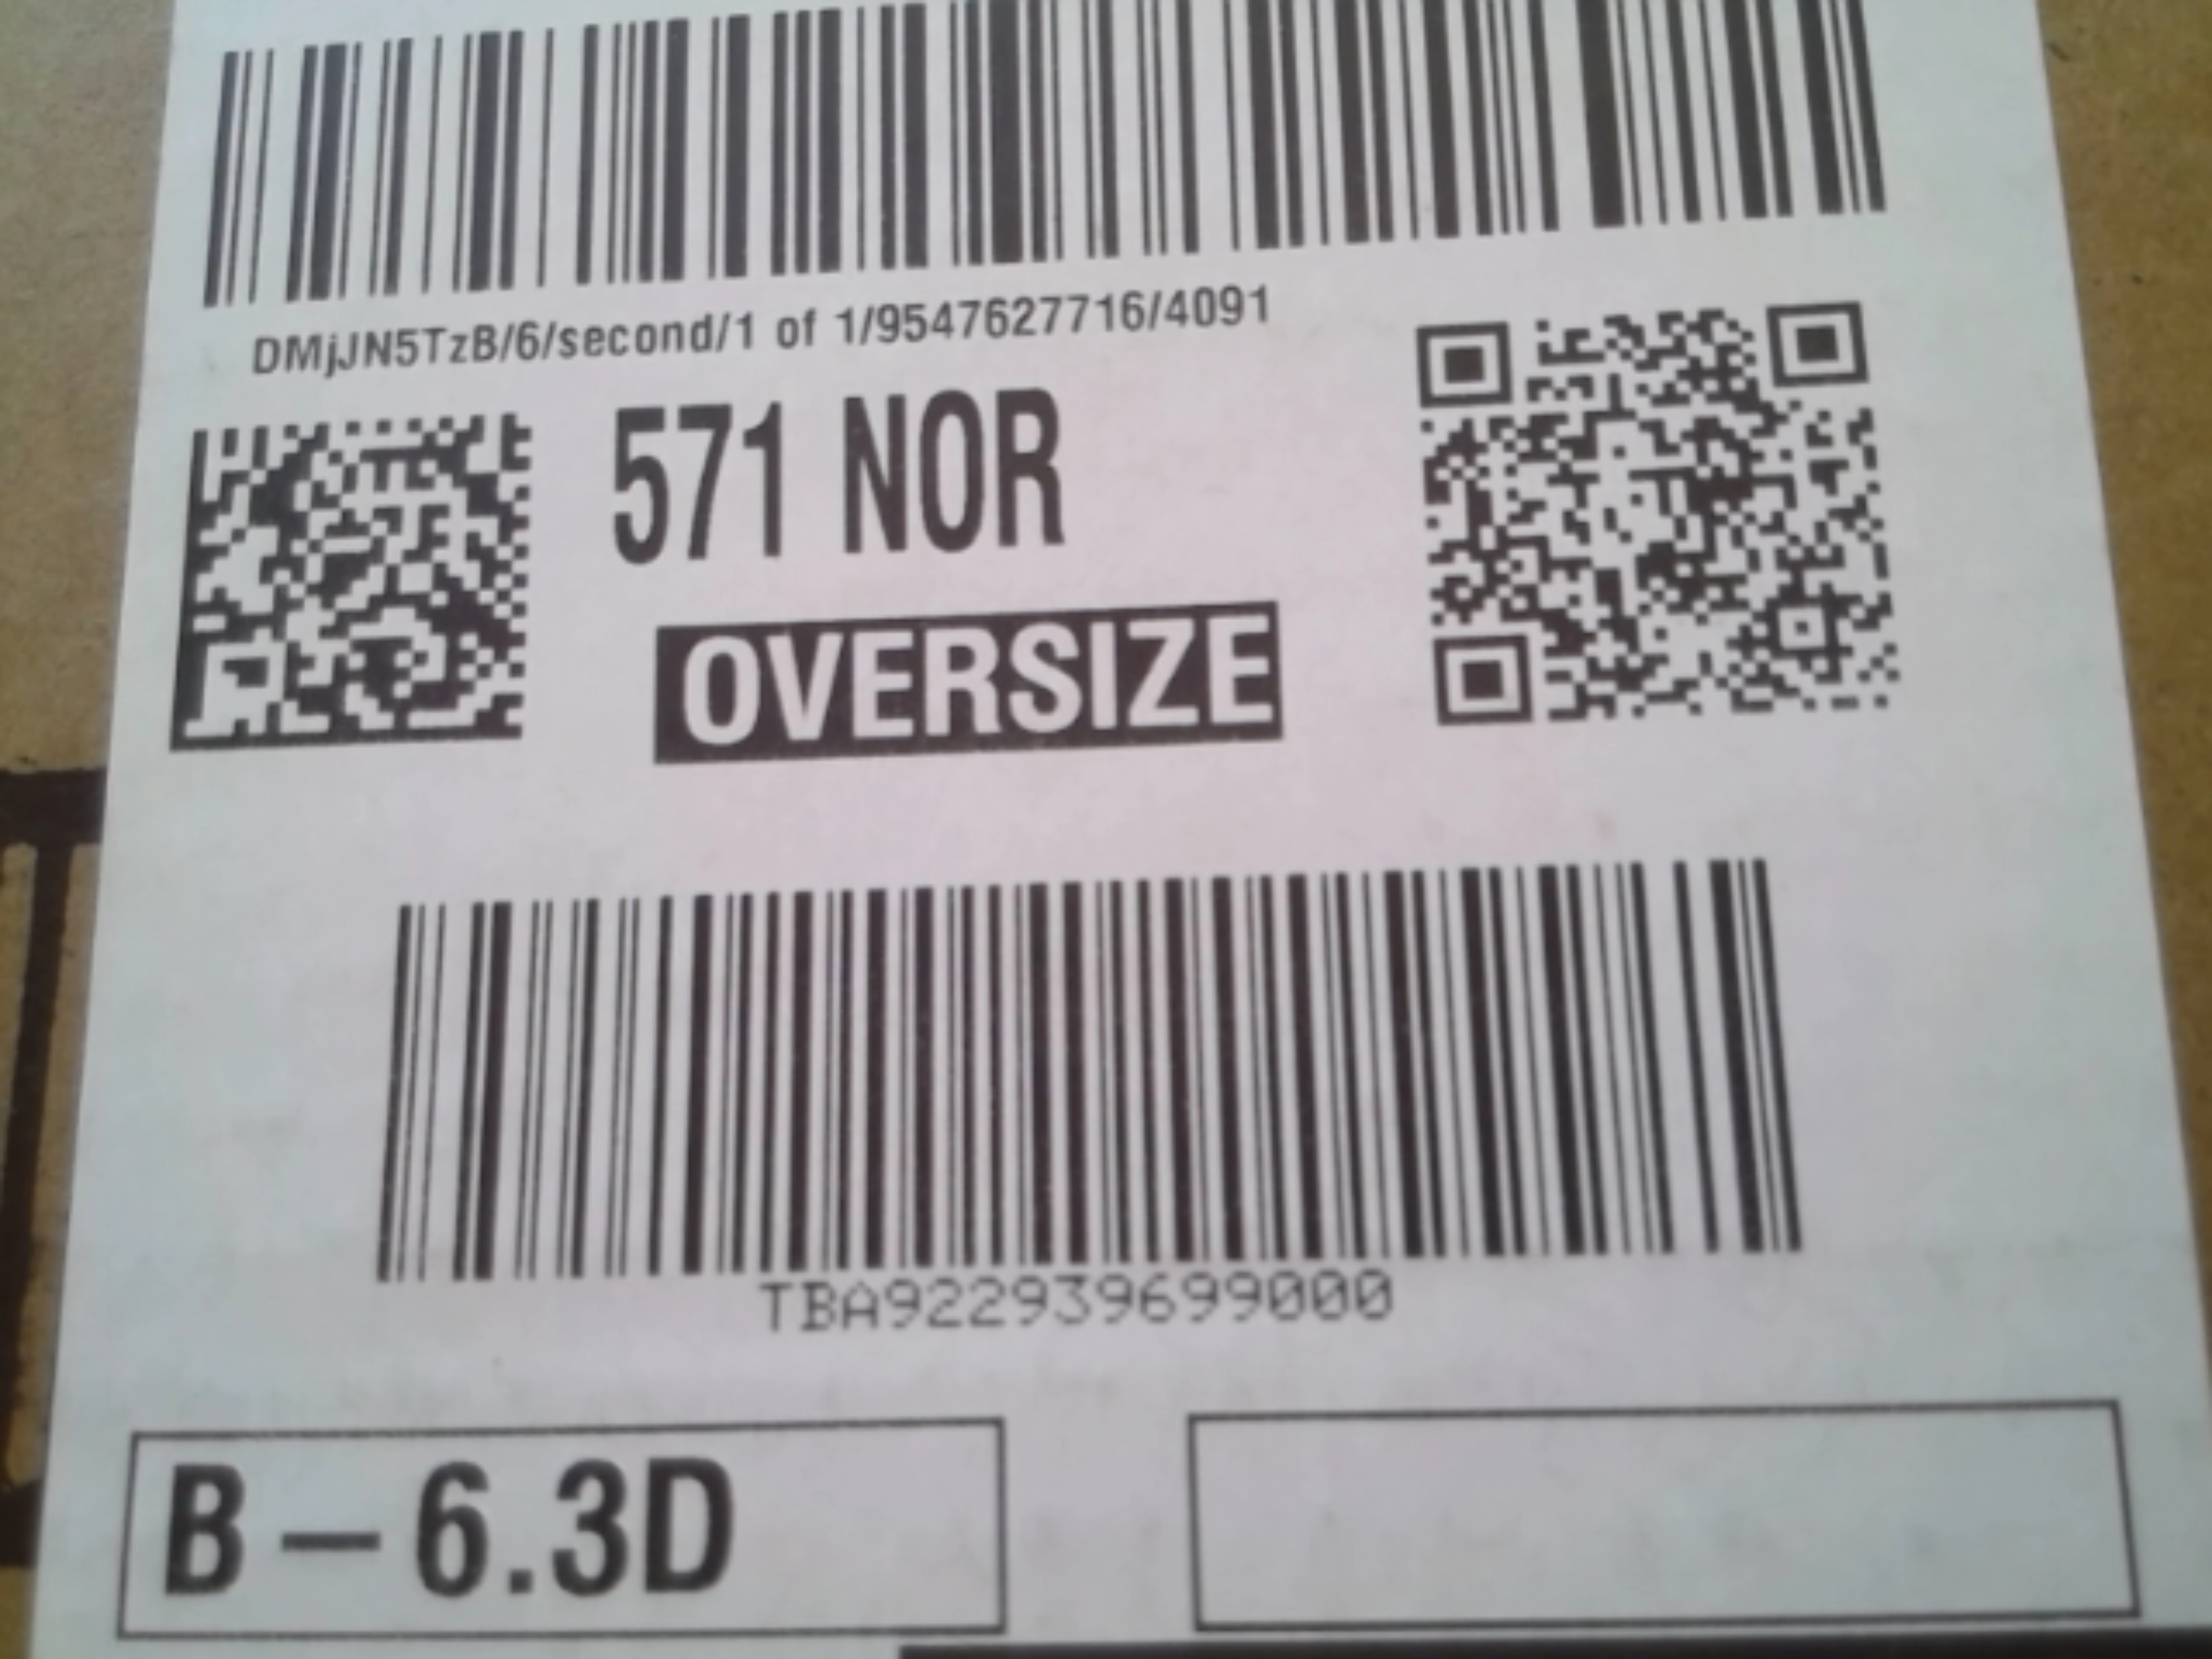 DMjJN5TzB/6/second/1 of 1/9547627716/4091
571 NOR
OVERSIZE
TBA922939699000
B – 6.3D